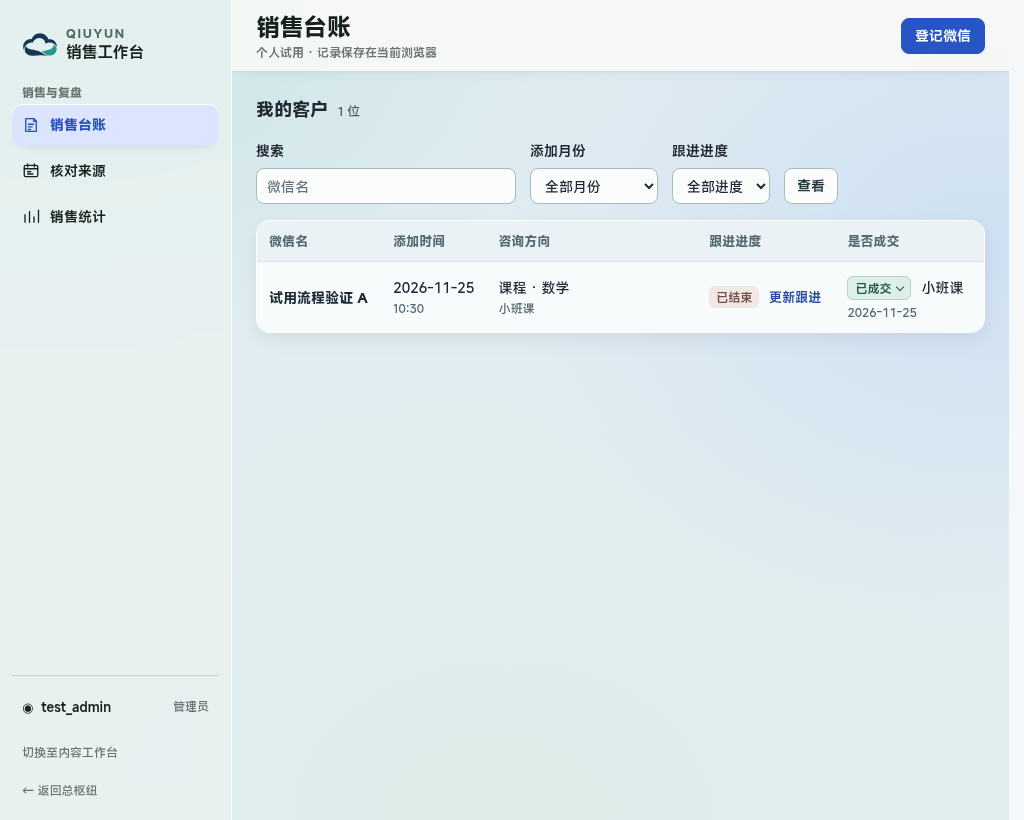 QIUYUN
销售工作台
销售与复盘
销售台账
核对来源
销售统计
test_admin 管理员
切换至内容工作台
← 返回总枢纽
销售台账
个人试用 · 记录保存在当前浏览器
登记微信
我的客户 1 位
搜索 添加月份 跟进进度
微信名 全部月份 全部进度 查看
微信名 添加时间 咨询方向 跟进进度 是否成交
试用流程验证 A 2026-11-25 课程 · 数学 已结束 更新跟进 已成交 小班课
10:30 小班课 2026-11-25